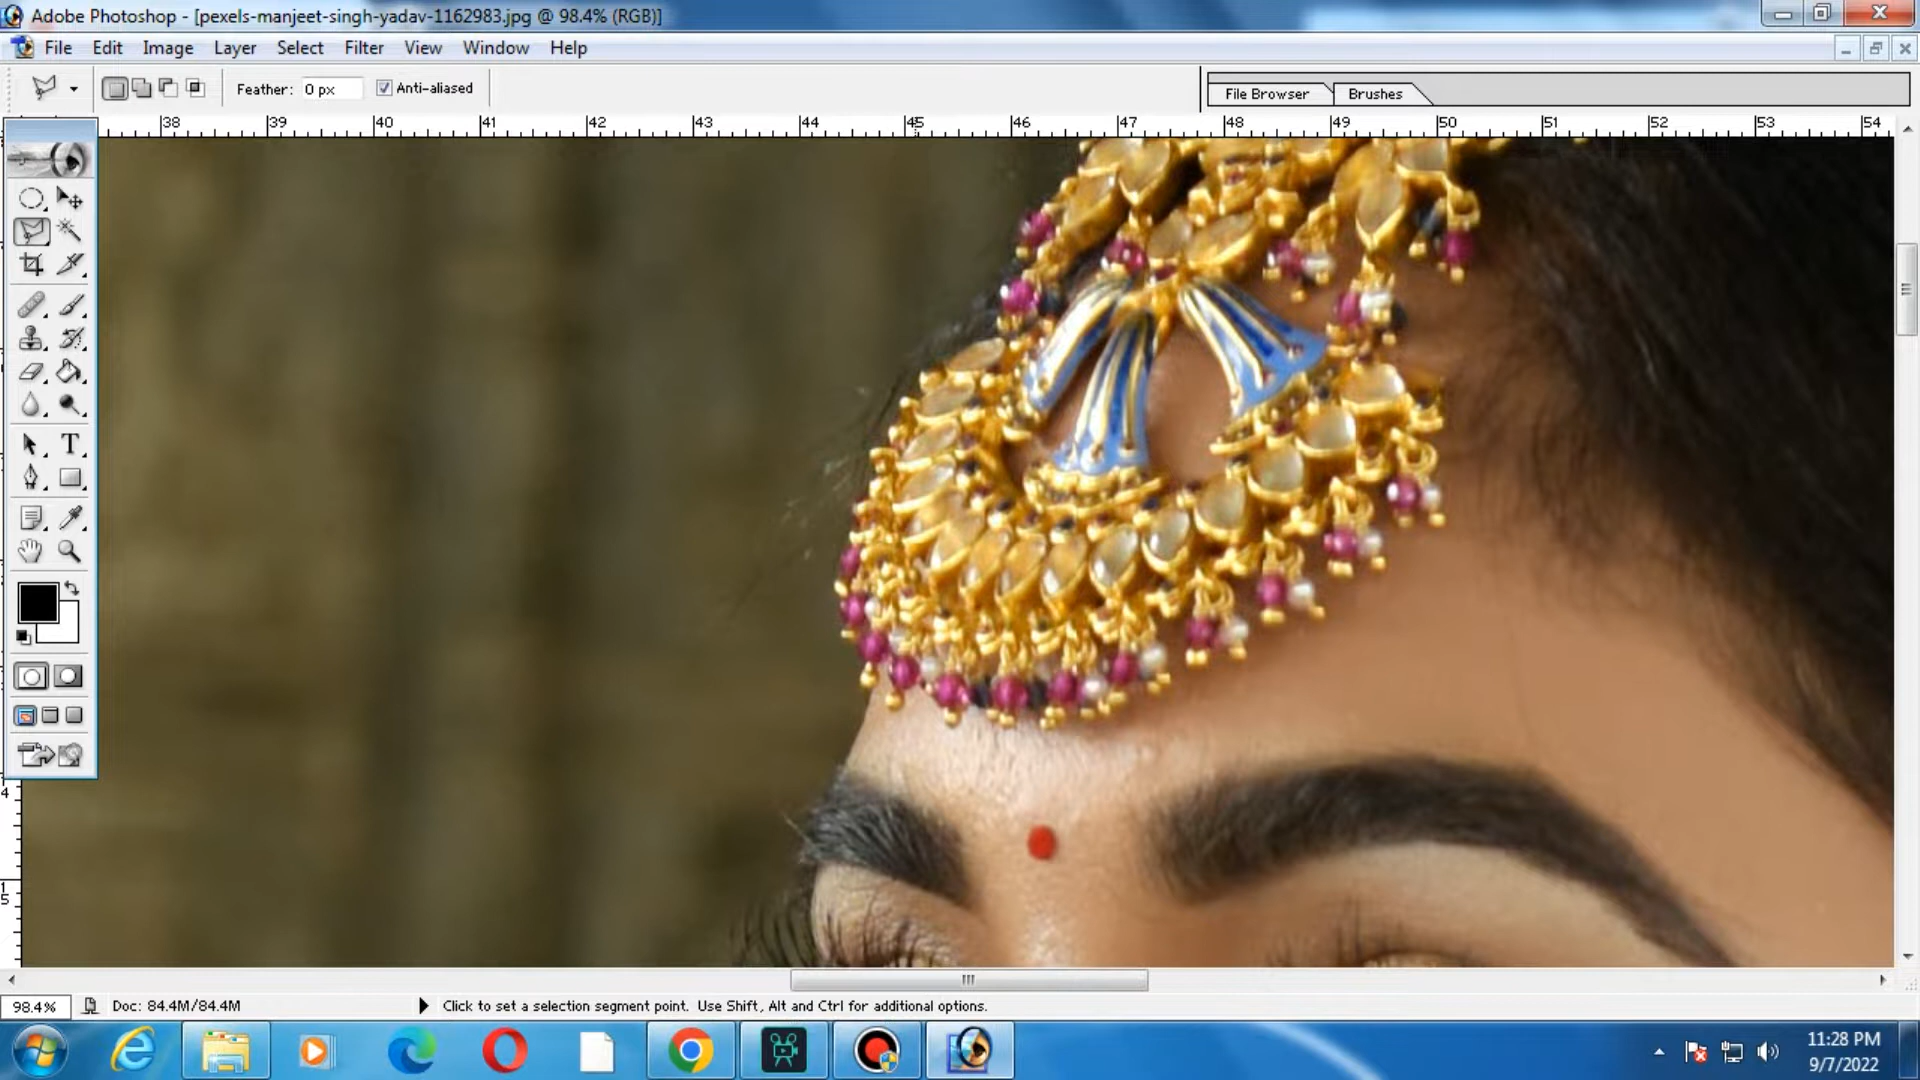 Adobe Photoshop - [pexels-manjeet-singh-yadav-1162983.jpg @ 98.4% (RGB)]
File Edit Image Layer Select Filter View Window Help
Feather: 0 px Anti-aliased File Browser Brushes
38 39 40 41 42 43 44 45 46 47 48 49 50 51 52 53 54
T
4
1
5
98.4% Doc: 84.4M/84.4M Click to set a selection segment point. Use Shift, Alt and Ctrl for additional options.
11:28 PM
9/7/2022